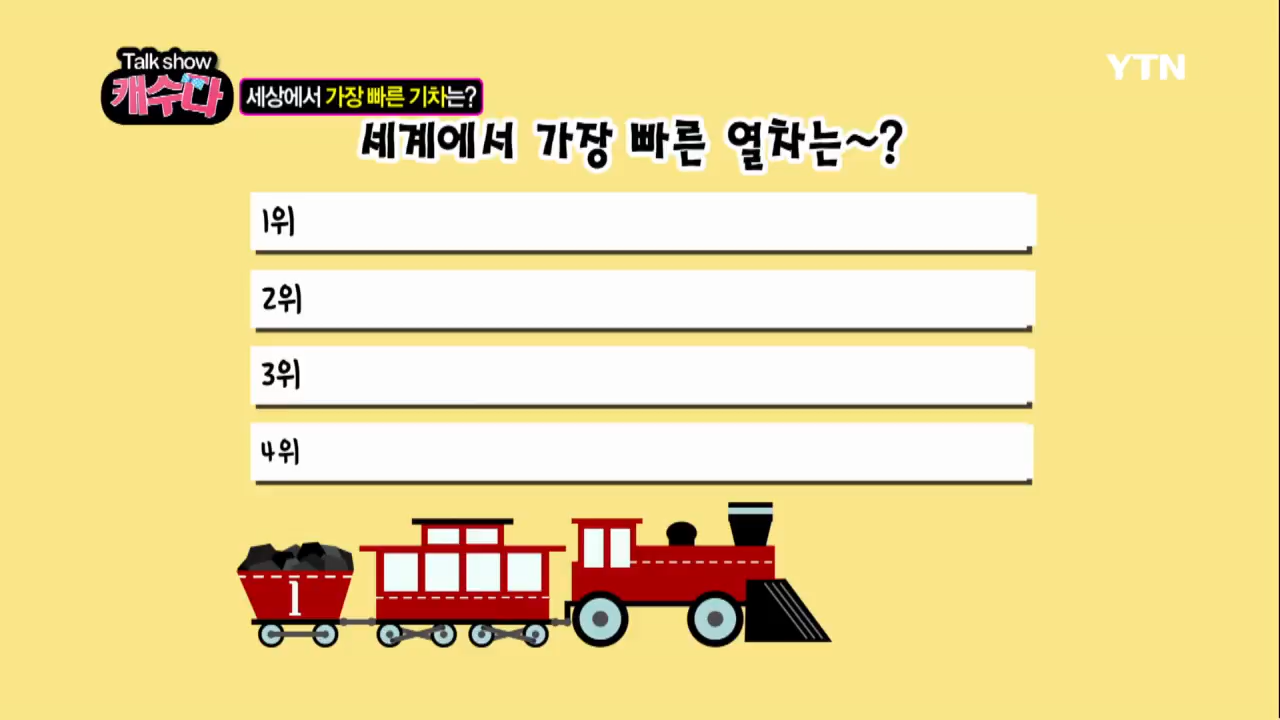 Talk show
캐수다
YTN
세상에서 가장 빠른 기차는?
세계에서 가장 빠른 열차는~?
1위
2위
3위
4위
1